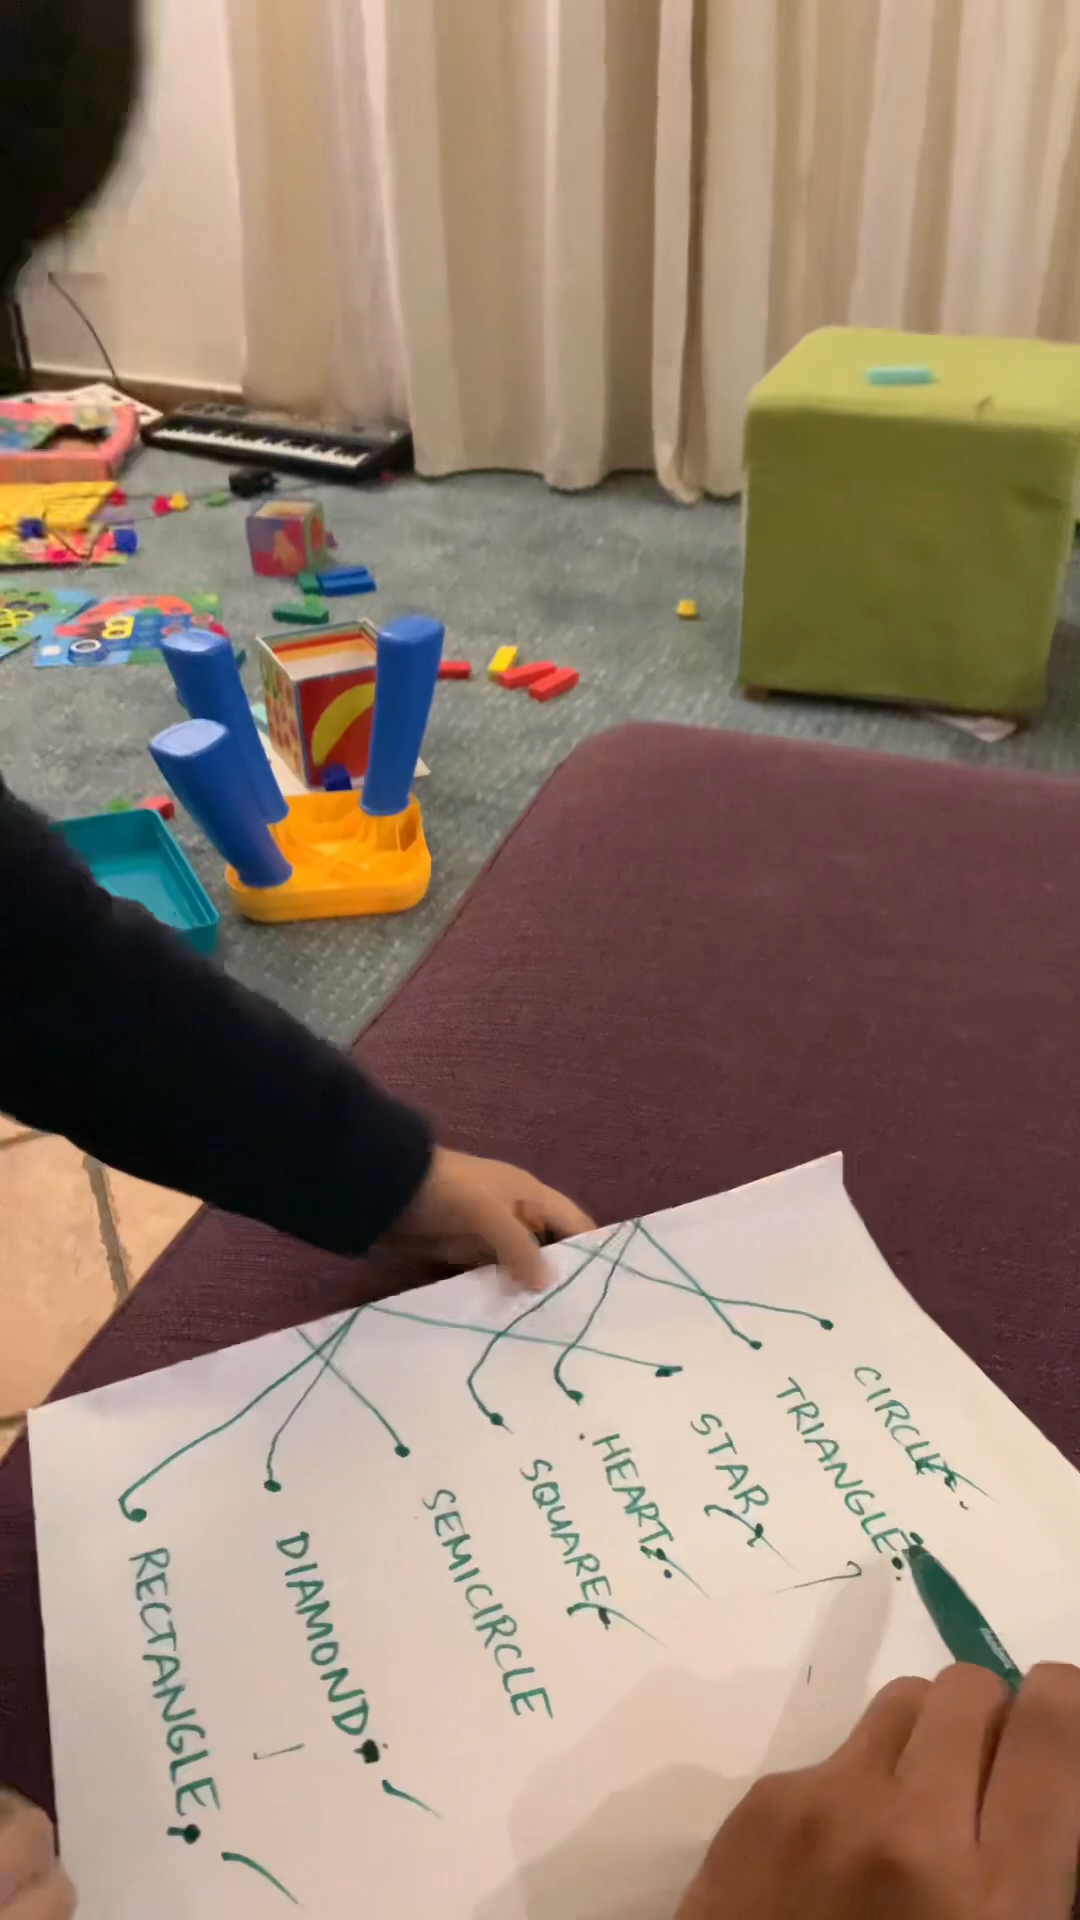 CIRCLE
TRIANGLE
STAR
HEART
SQUARE
SEMICIRCLE
DIAMOND
RECTANGLE